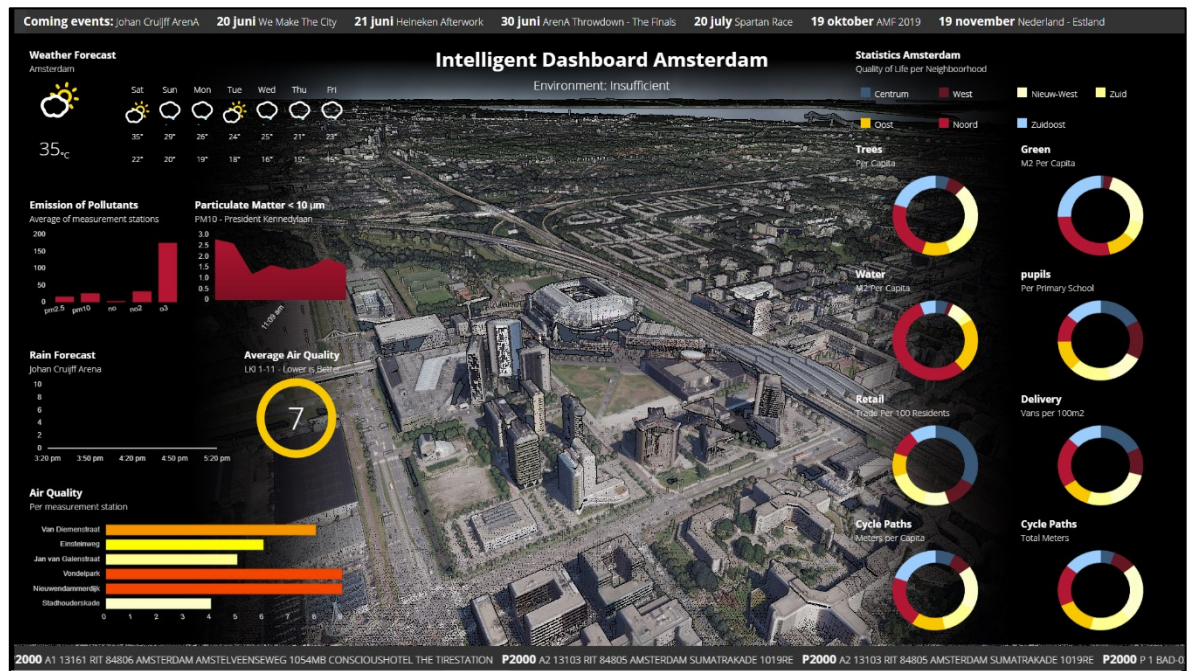 Coming events: Johan Cruijff ArenA 20 juni We Make The City 21 juni Heineken Afterwork 30 juni ArenA Throwdown - The Finals 20 july Spartan Race 19 oktober AMF 2019 19 november Nederland - Estland
Intelligent Dashboard Amsterdam
Environment: Insufficient
Weather Forecast
Amsterdam
Sat Sun Mon Tue Wed Thu Fri
35° 29° 26° 24° 25° 21° 23°
35°C
22° 20° 19° 18° 16° 15° 15°
Emission of Pollutants
Average of measurement stations
200
150
100
50
0
pm2.5 pm10 no no2 o3
Particulate Matter < 10 μm
PM10 - President Kennedylaan
3.0
2.5
2.0
1.5
1.0
0.5
0
11:09 am
Rain Forecast
Johan Cruijff Arena
10
8
6
4
2
0
3:20 pm 3:50 pm 4:20 pm 4:50 pm 5:20 pm
Average Air Quality
LKI 1-11 - Lower is Better
7
Air Quality
Per measurement station
Van Diemenstraat
Einsteinweg
Jan van Galenstraat
Vondelpark
Nieuwendammerdijk
Stadhouderskade
0 1 2 3 4 5 6 7 8 9
Statistics Amsterdam
Quality of Life per Neighboorhood
Centrum West Nieuw-West Zuid
Oost Noord Zuidoost
Trees
Per Capita
Green
M2 Per Capita
Water
M2 Per Capita
pupils
Per Primary School
Retail
Trade Per 100 Residents
Delivery
Vans per 100m2
Cycle Paths
Meters per Capita
Cycle Paths
Total Meters
2000 A1 13161 RIT 84806 AMSTERDAM AMSTELVEENSEWEG 1054MB CONSCIOUSHOTEL THE TIRESTATION P2000 A2 13103 RIT 84805 AMSTERDAM SUMATRAKADE 1019RE P2000 A2 13103 RIT 84805 AMSTERDAM SUMATRAKADE 1019RE P2000 P 1 BAD-0